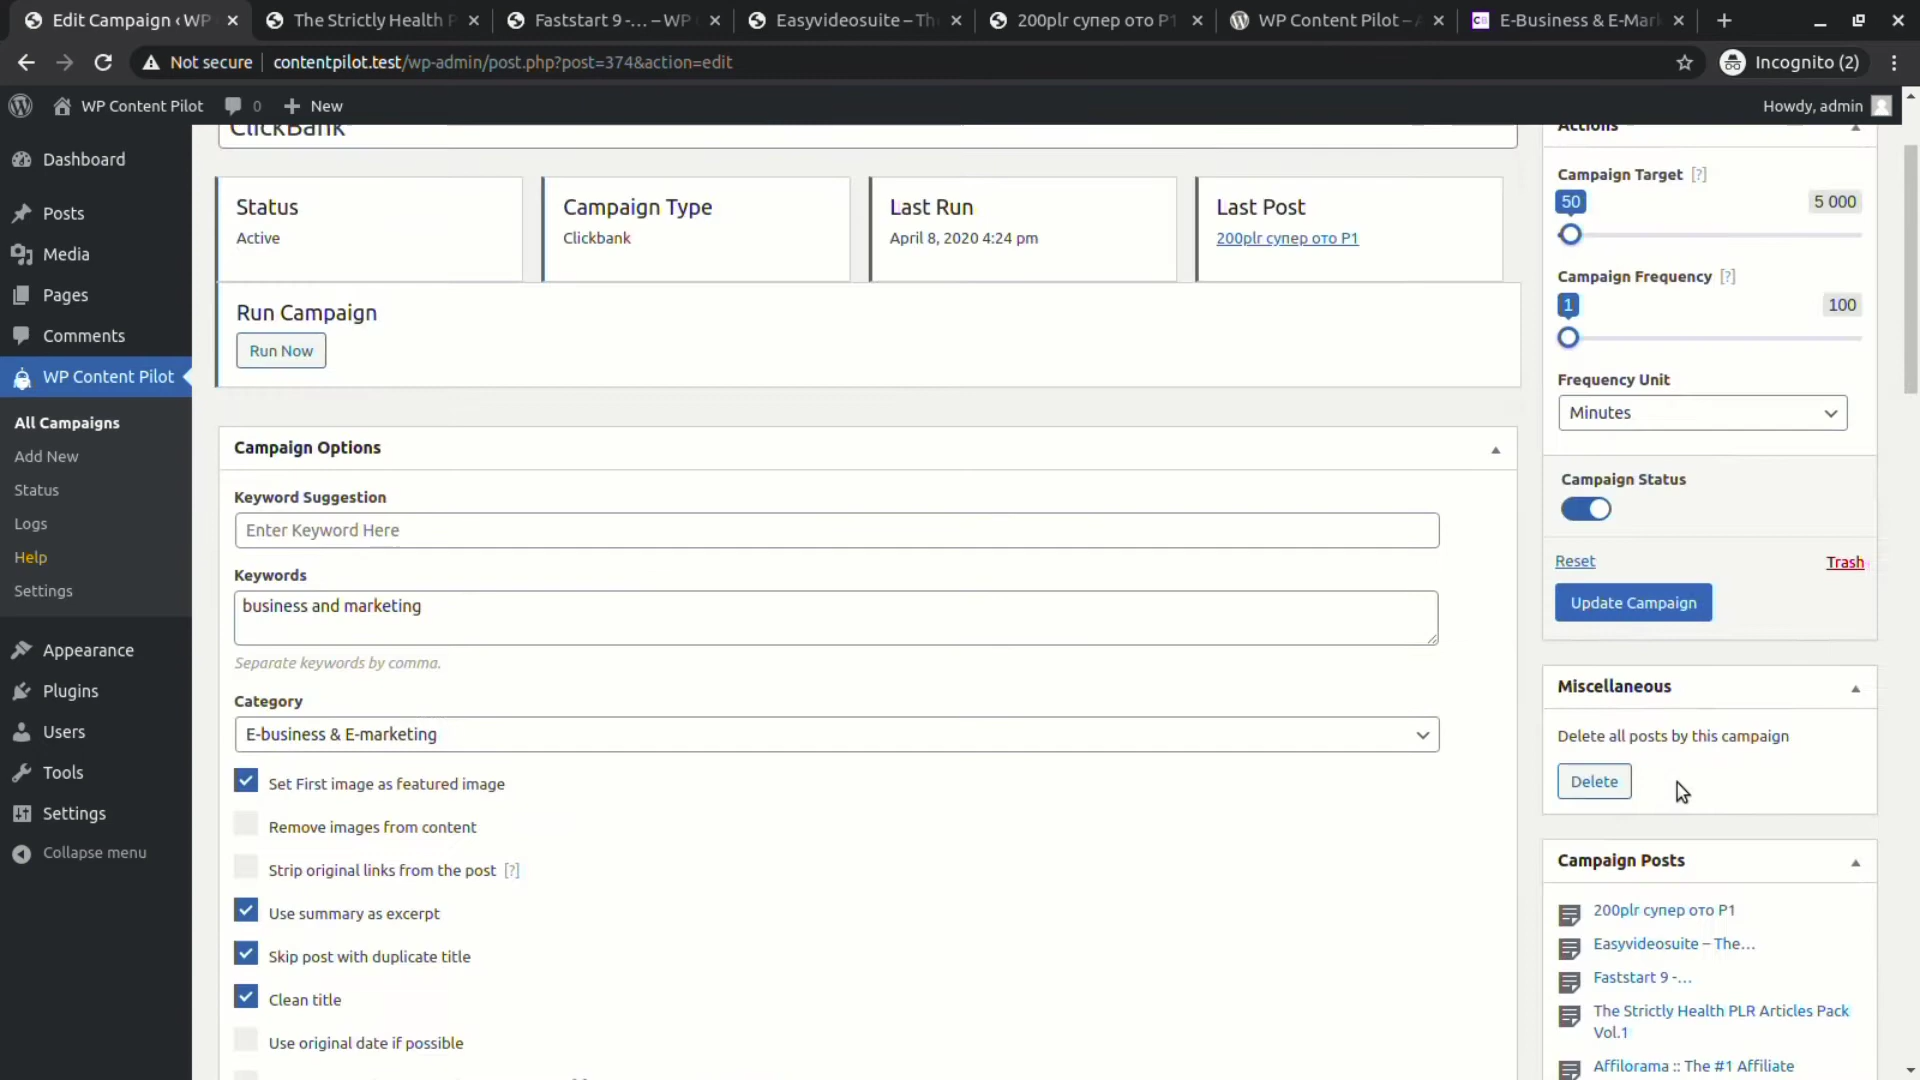 Edit Campaign ‹ WP
The Strictly Health P
Faststart 9 -… – WP
Easyvideosuite – The
200plr супер ото P1
WP Content Pilot – A
E-Business & E-Mark
Not secure
contentpilot.test/wp-admin/post.php?post=374&action=edit
Incognito (2)
WP Content Pilot
0
New
Howdy, admin
Dashboard
Posts
Media
Pages
Comments
WP Content Pilot
All Campaigns
Add New
Status
Logs
Help
Settings
Appearance
Plugins
Users
Tools
Settings
Collapse menu
ClickBank
Status
Active
Campaign Type
Clickbank
Last Run
April 8, 2020 4:24 pm
Last Post
200plr супер ото P1
Run Campaign
Run Now
Campaign Options
Keyword Suggestion
Enter Keyword Here
Keywords
business and marketing
Separate keywords by comma.
Category
E-business & E-marketing
Set First image as featured image
Remove images from content
Strip original links from the post [?]
Use summary as excerpt
Skip post with duplicate title
Clean title
Use original date if possible
Actions
Campaign Target [?]
50
5 000
Campaign Frequency [?]
1
100
Frequency Unit
Minutes
Campaign Status
Reset
Trash
Update Campaign
Miscellaneous
Delete all posts by this campaign
Delete
Campaign Posts
200plr супер ото P1
Easyvideosuite – The…
Faststart 9 -…
The Strictly Health PLR Articles Pack
Vol.1
Affilorama :: The #1 Affiliate